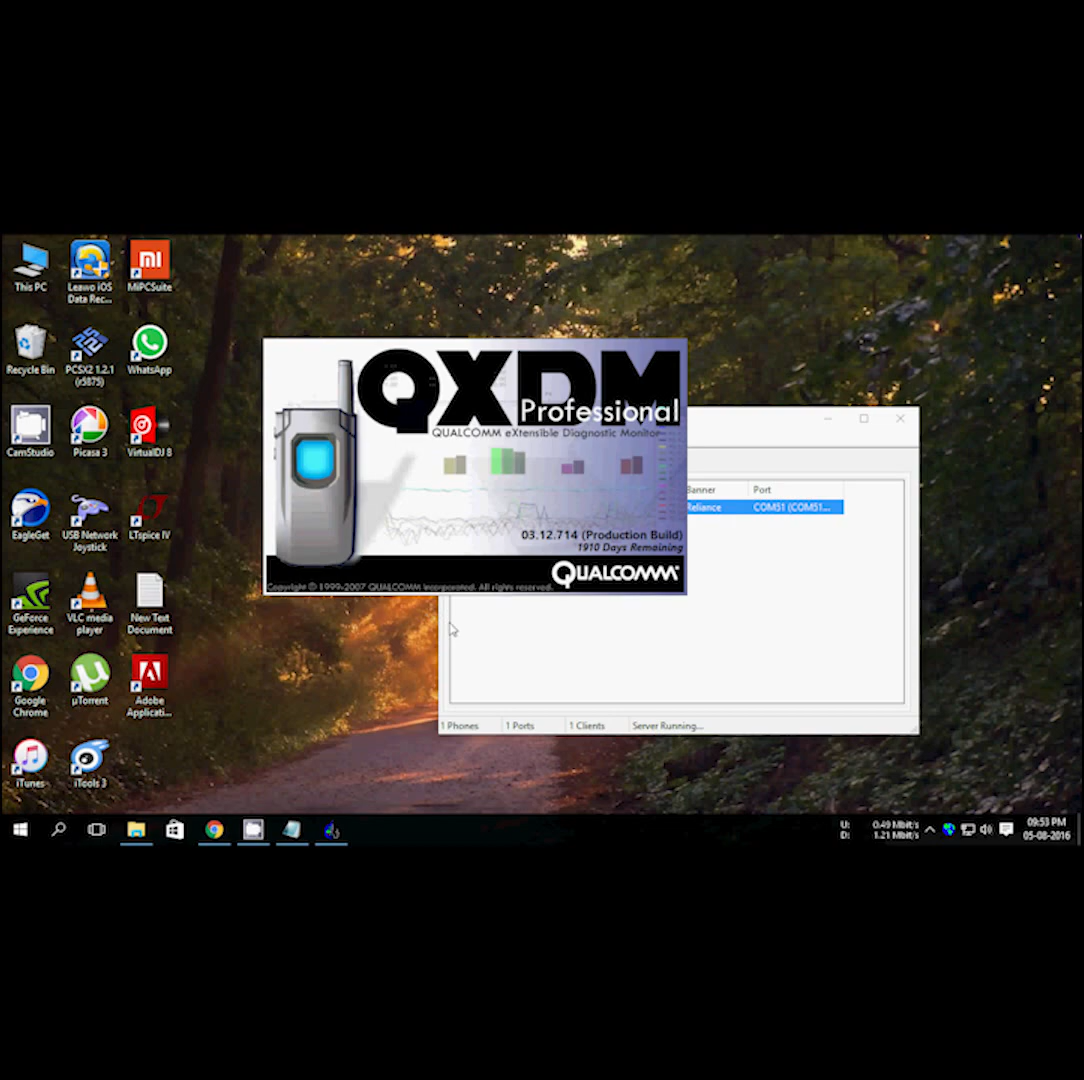 This PC
Leawo iOS
Data Rec...
MiPCSuite
Recycle Bin
PCSX2 1.2.1
(r5875)
WhatsApp
CamStudio
Picasa 3
VirtualDJ 8
EagleGet
USB Network
Joystick
LTspice IV
GeForce
Experience
VLC media
player
New Text
Document
Google
Chrome
µTorrent
Adobe
Applicati...
iTunes
iTools 3
mi
QXDM
Professional
QUALCOMM eXtensible Diagnostic Monitor
03.12.714 (Production Build)
1910 Days Remaining
QUALCOMM
Copyright © 1999-2007 QUALCOMM Incorporated. All rights reserved.
Banner Port
Reliance COM51 (COM51...
1 Phones 1 Ports 1 Clients Server Running...
U: 0.49 Mbit/s
D: 1.21 Mbit/s
09:53 PM
05-08-2016